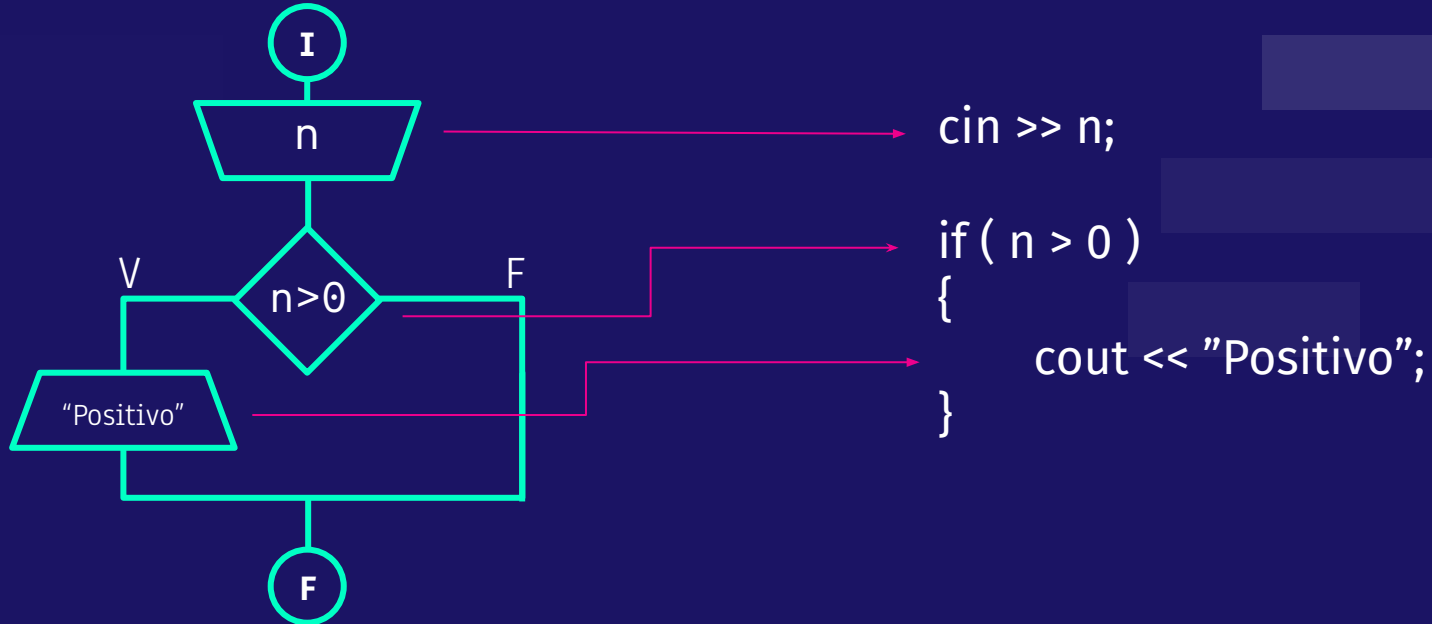 I
n
V
n>0
F
“Positivo”
F
cin >> n;
if ( n > 0 )
{
cout << ”Positivo”;
}